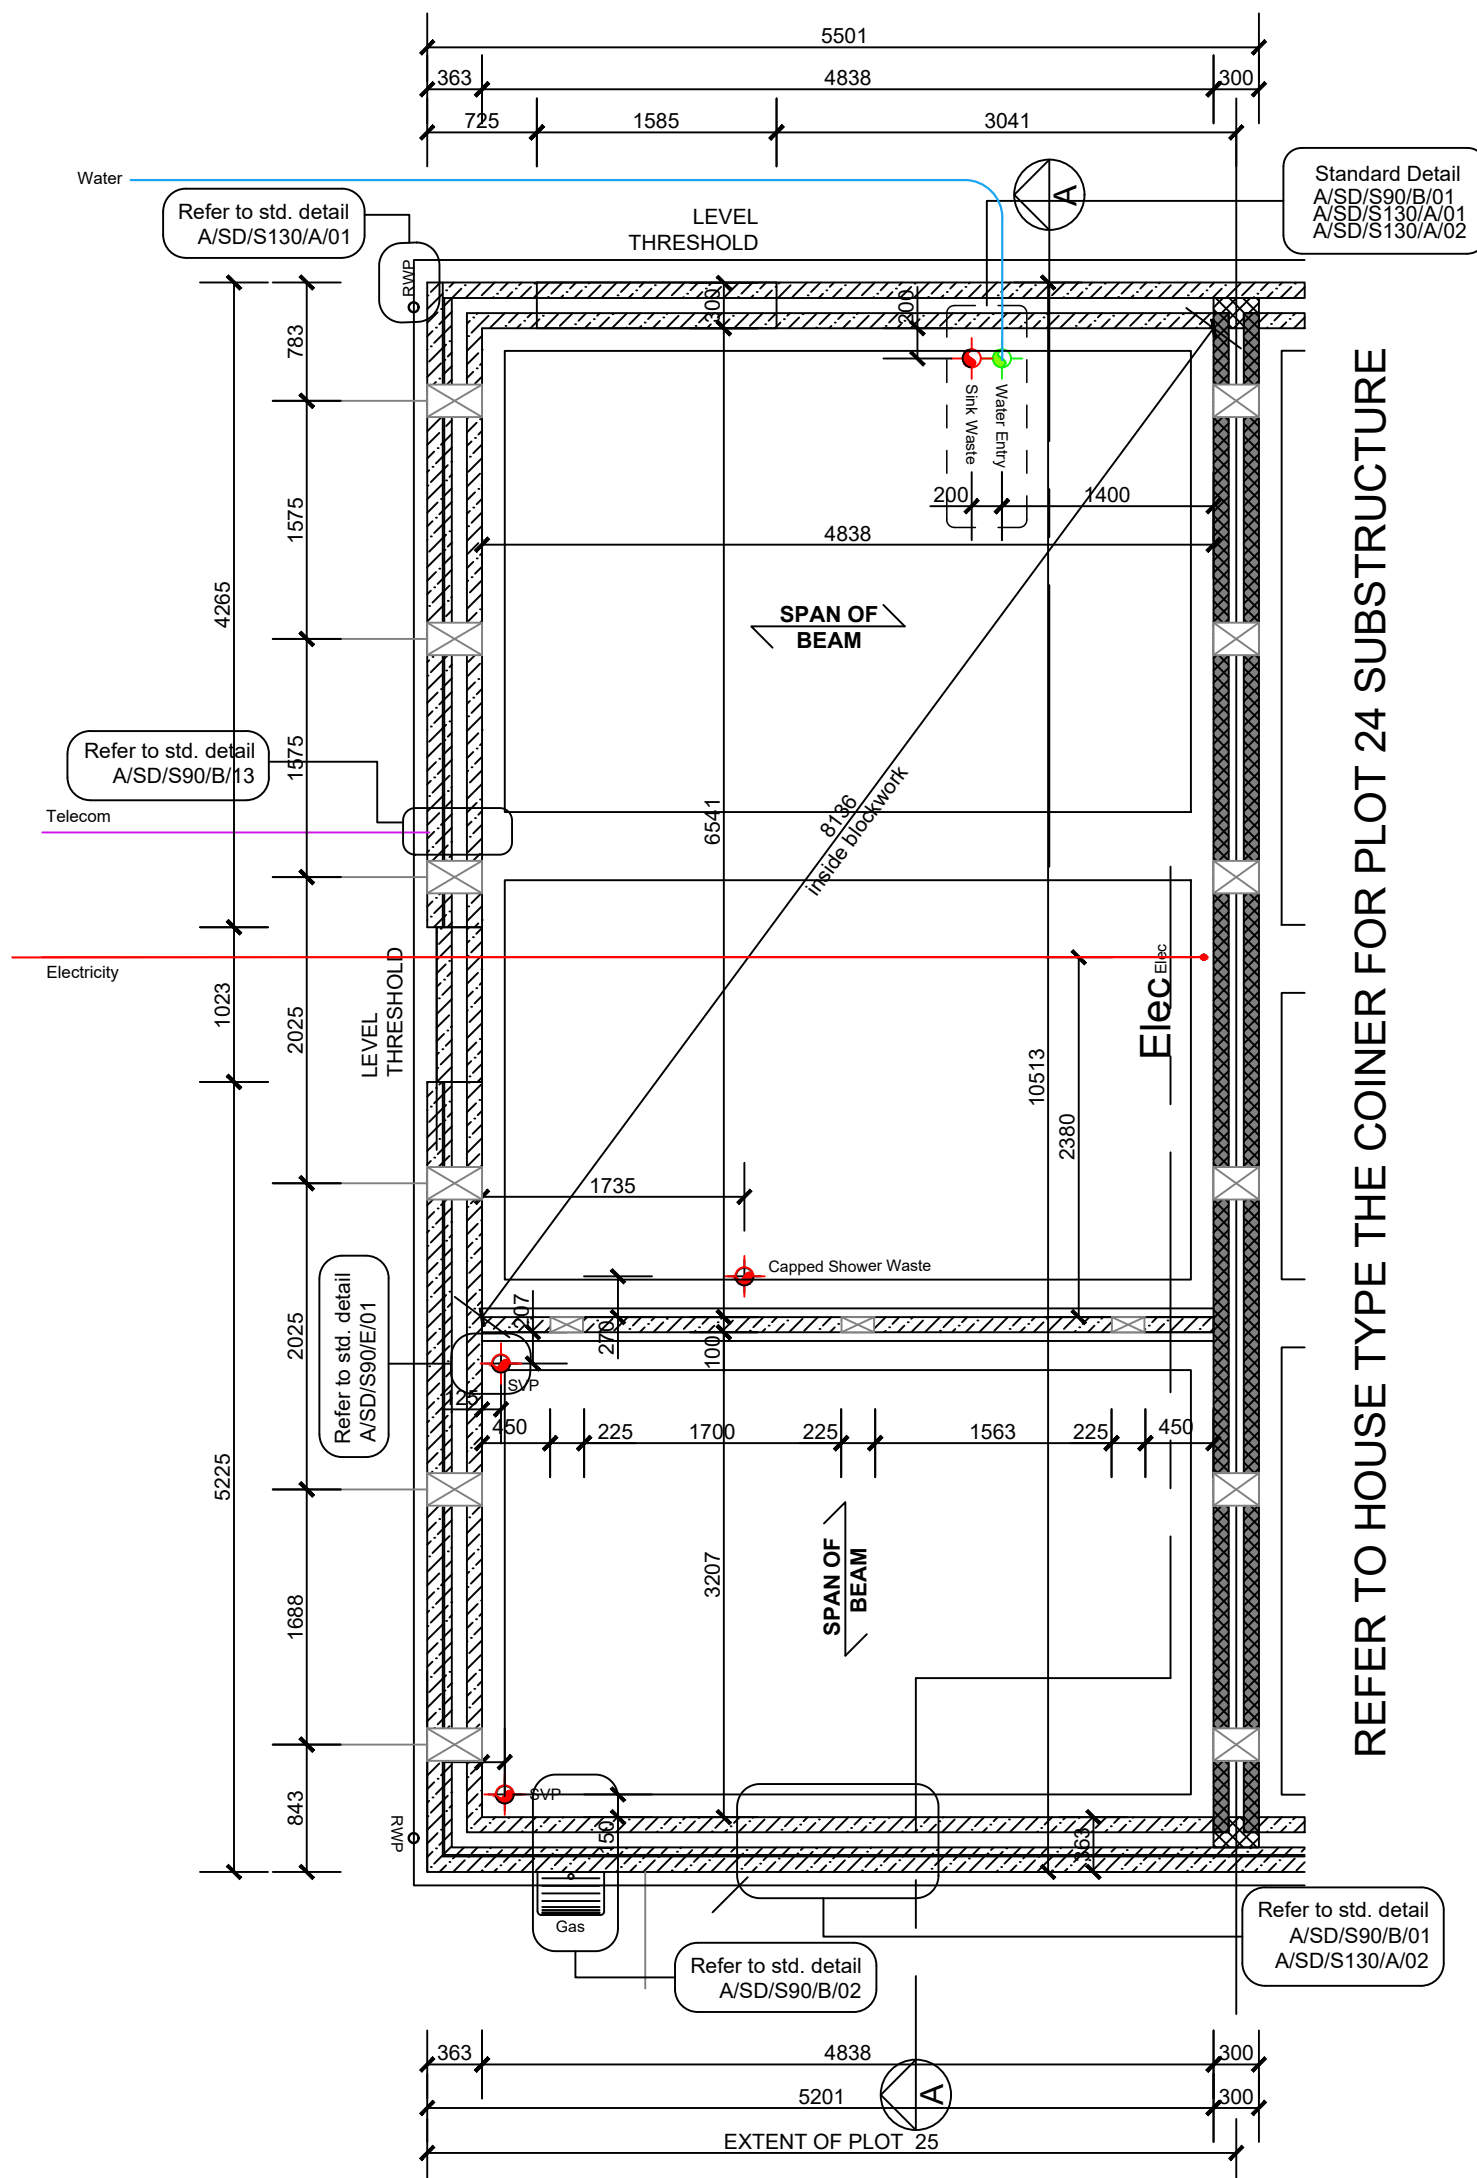 5501
363
4838
300
725
1585
3041
Water
Refer to std. detail
A/SD/S130/A/01
LEVEL
THRESHOLD
A
Standard Detail
A/SD/S90/B/01
A/SD/S130/A/01
A/SD/S130/A/02
RWP
300
200
783
Sink Waste
Water Entry
200
1400
4838
1575
4265
SPAN OF
BEAM
REFER TO HOUSE TYPE THE COINER FOR PLOT 24 SUBSTRUCTURE
Refer to std. detail
A/SD/S90/B/13
1575
Telecom
6541
8136
inside blockwork
Electricity
LEVEL
THRESHOLD
1023
2025
Elec
Elec
10513
2380
1735
Capped Shower Waste
207
270
100
Refer to std. detail
A/SD/S90/E/01
2025
SVP
450
225
1700
225
1563
225
450
5225
SPAN OF
BEAM
3207
1688
843
SVP
RWP
363
Gas
Refer to std. detail
A/SD/S90/B/02
Refer to std. detail
A/SD/S90/B/01
A/SD/S130/A/02
363
4838
300
A
5201
300
EXTENT OF PLOT 25